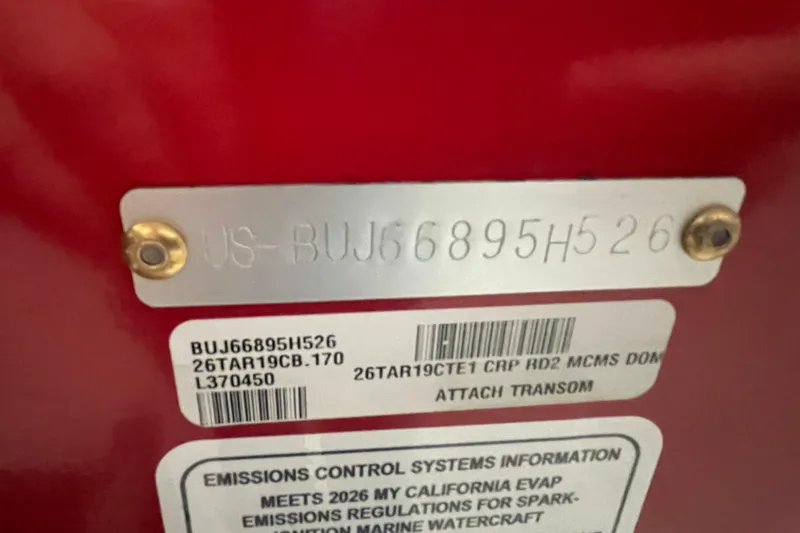 US-BUJ66895H526
BUJ66895H526
26TAR19CB.170
L370450
26TAR19CTE1 CRP RD2 MCMS DOM
ATTACH TRANSOM
EMISSIONS CONTROL SYSTEMS INFORMATION
MEETS 2026 MY CALIFORNIA EVAP
EMISSIONS REGULATIONS FOR SPARK-
IGNITION MARINE WATERCRAFT